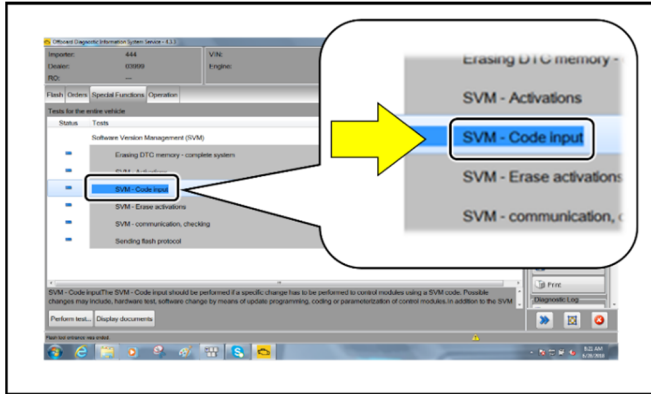 Offboard Diagnostic Information System Service - 4.3.3
Importer: 444
VIN:
Dealer: 03999
Engine:
RO: ---
Flash Orders Special Functions Operation
Tests for the entire vehicle
Status Tests
Software Version Management (SVM)
Erasing DTC memory - complete system
SVM - Activations
SVM - Code input
SVM - Erase activations
SVM - communication, checking
Sending flash protocol
Erasing DTC memory -
SVM - Activations
SVM - Code input
SVM - Erase activations
SVM - communication,
Print
Diagnostic Log
SVM - Code inputThe SVM - Code input should be performed if a specific change has to be performed to control modules using a SVM code. Possible
changes may include, hardware test, software change by means of update programming, coding or parameterization of control modules.In addition to the SVM
Perform test... Display documents